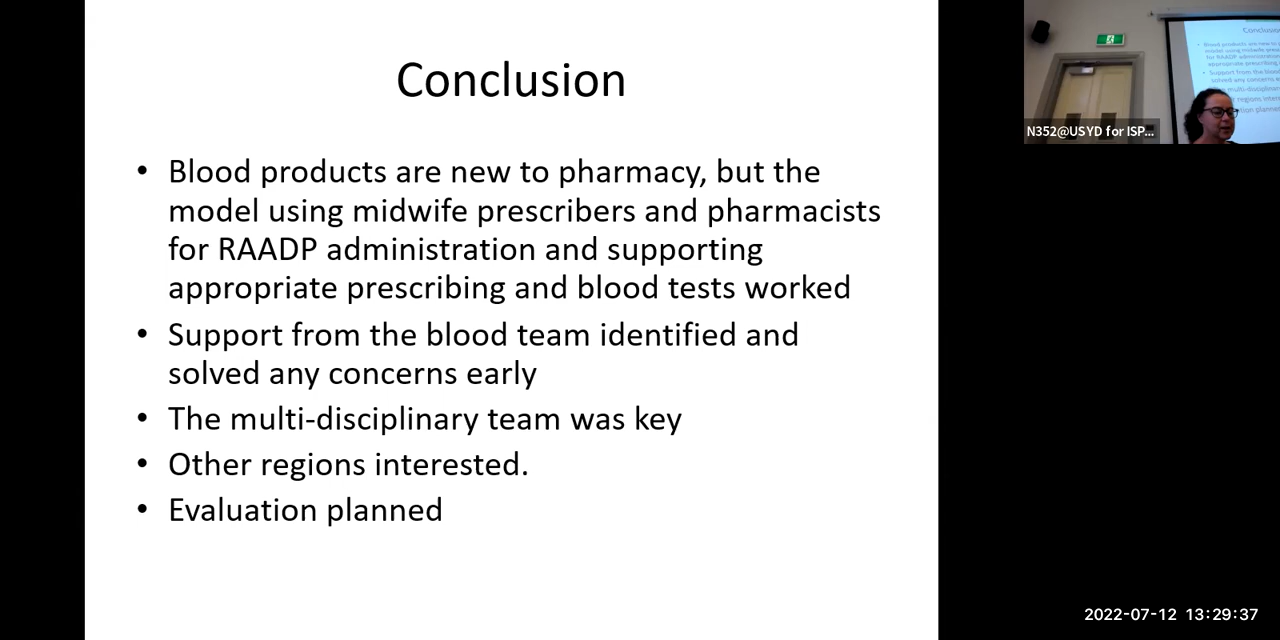 Conclusion
• Blood products are new to pharmacy, but the
model using midwife prescribers and pharmacists
for RAADP administration and supporting
appropriate prescribing and blood tests worked
• Support from the blood team identified and
solved any concerns early
• The multi-disciplinary team was key
• Other regions interested.
• Evaluation planned
N352@USYD for ISP...
2022-07-12 13:29:37